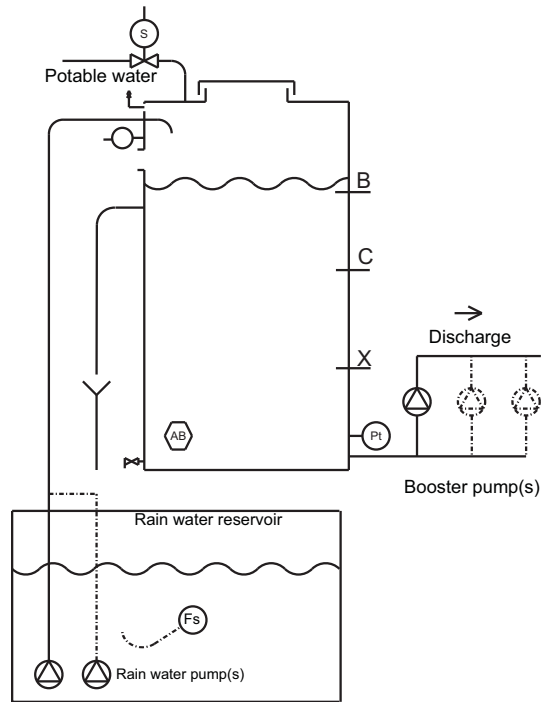 S
Potable water
B
C
Discharge
X
AB
Pt
Booster pump(s)
Rain water reservoir
Fs
Rain water pump(s)